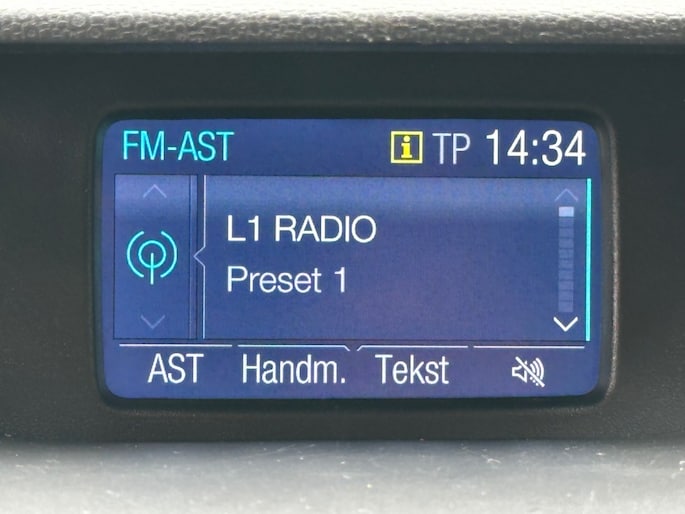 FM-AST i TP 14:34
L1 RADIO
Preset 1
AST Handm. Tekst